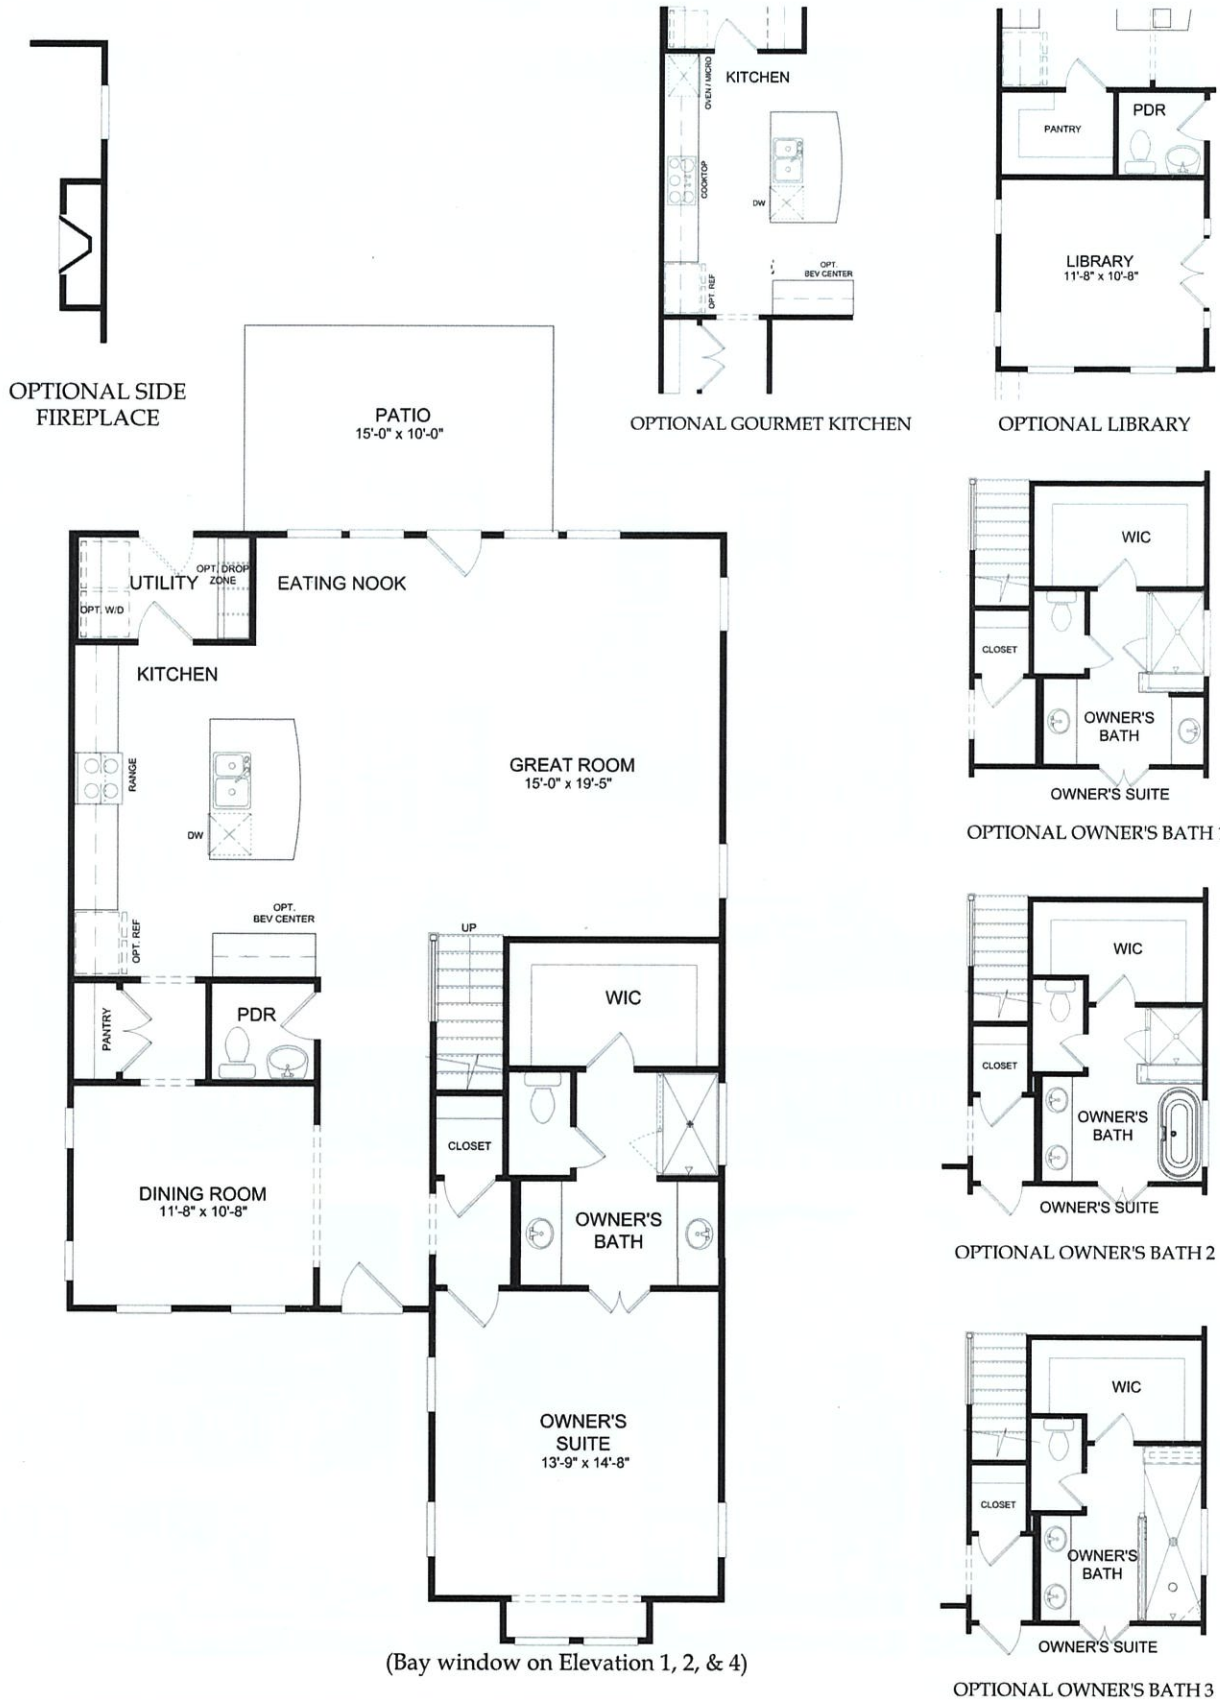 OPTIONAL SIDE
FIREPLACE
KITCHEN
OVEN / MICRO
COOKTOP
DW
OPT.
BEV CENTER
OPT. REF
OPTIONAL GOURMET KITCHEN
PANTRY
PDR
LIBRARY
11'-8" x 10'-8"
OPTIONAL LIBRARY
PATIO
15'-0" x 10'-0"
UTILITY
OPT. DROP
ZONE
OPT. W/D
EATING NOOK
KITCHEN
RANGE
DW
GREAT ROOM
15'-0" x 19'-5"
OPT.
BEV CENTER
OPT. REF
UP
WIC
PANTRY
PDR
CLOSET
DINING ROOM
11'-8" x 10'-8"
OWNER'S
BATH
OWNER'S
SUITE
13'-9" x 14'-8"
(Bay window on Elevation 1, 2, & 4)
WIC
CLOSET
OWNER'S
BATH
OWNER'S SUITE
OPTIONAL OWNER'S BATH
WIC
CLOSET
OWNER'S
BATH
OWNER'S SUITE
OPTIONAL OWNER'S BATH 2
WIC
CLOSET
OWNER'S
BATH
OWNER'S SUITE
OPTIONAL OWNER'S BATH 3